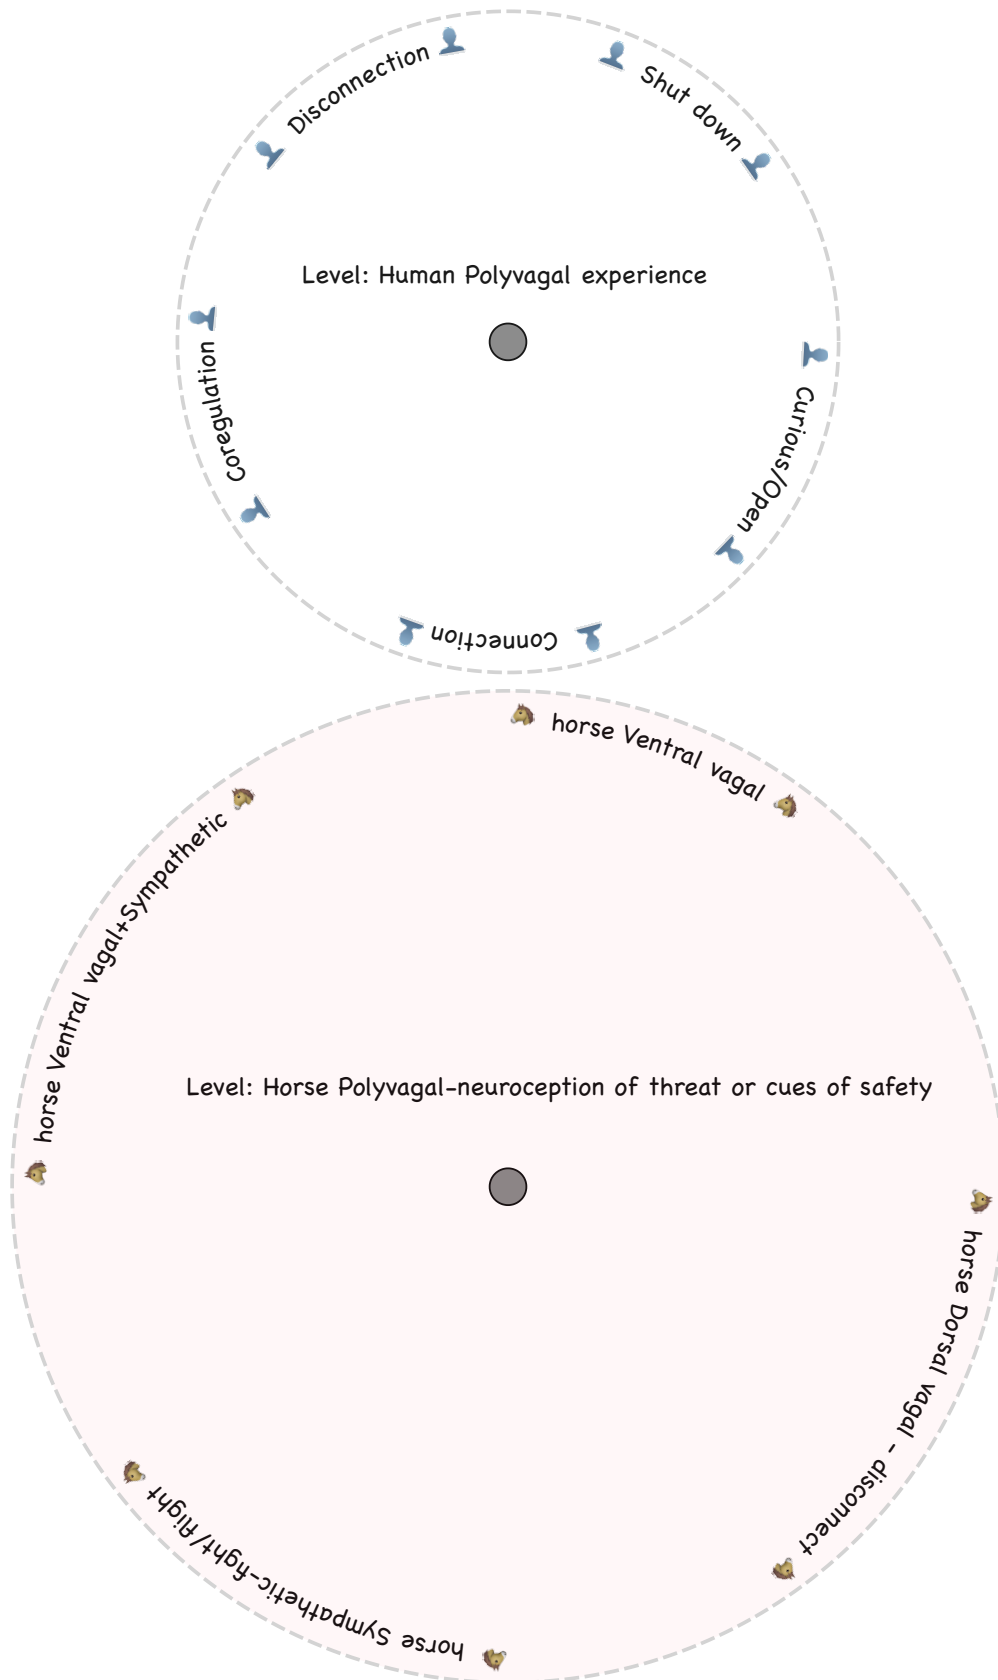 Disconnection
Shut down
Level: Human Polyvagal experience
Coregulation
Curious/Open
Connection
horse Ventral vagal
horse Ventral vagal+Sympathetic
Level: Horse Polyvagal-neuroception of threat or cues of safety
horse Dorsal vagal - disconnect
horse Sympathetic-fight/flight